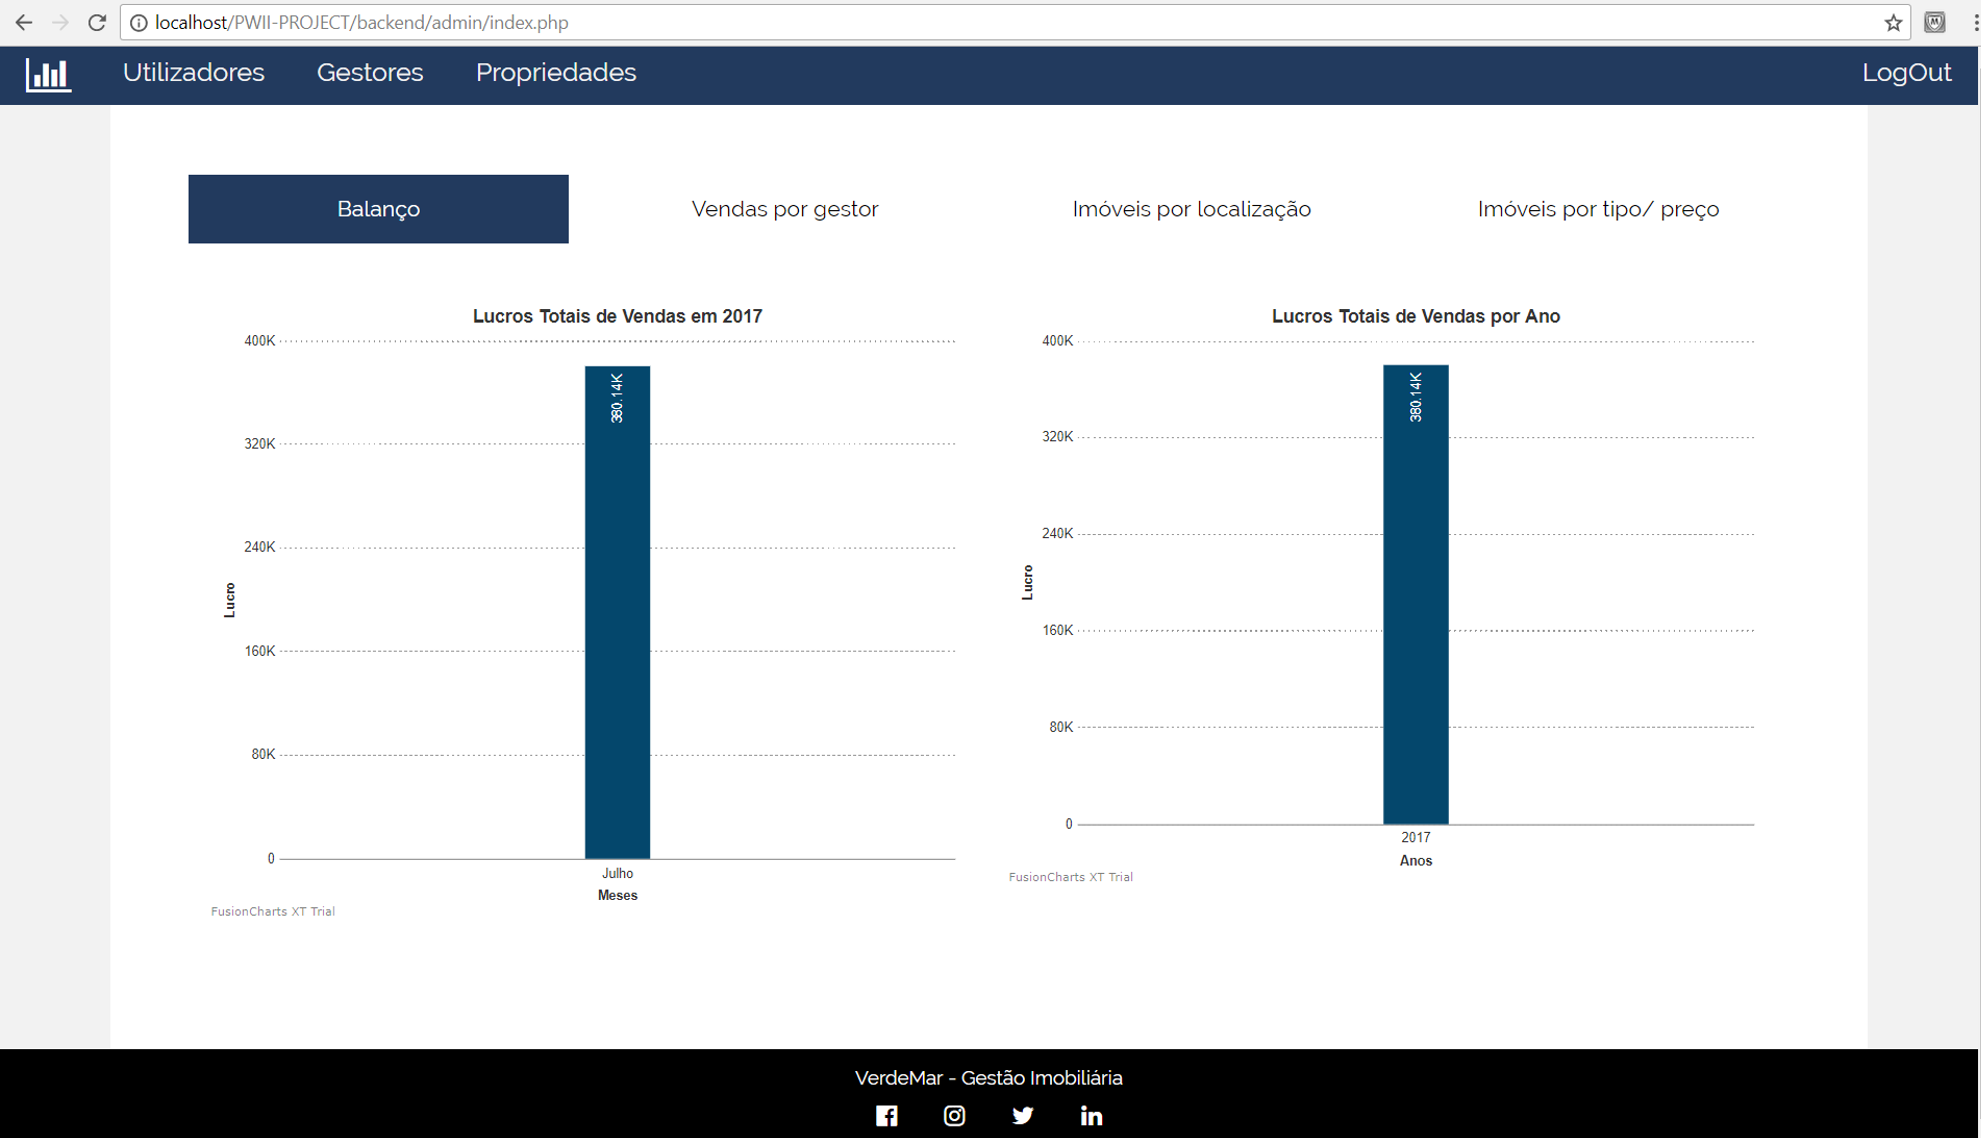 localhost/PWII-PROJECT/backend/admin/index.php
Utilizadores Gestores Propriedades LogOut
Balanço Vendas por gestor Imóveis por localização Imóveis por tipo/ preço
Lucros Totais de Vendas em 2017
400K
320K
240K
160K
80K
0
Lucro
380.14K
Julho
Meses
FusionCharts XT Trial
Lucros Totais de Vendas por Ano
400K
320K
240K
160K
80K
0
Lucro
380.14K
2017
Anos
FusionCharts XT Trial
VerdeMar - Gestão Imobiliária